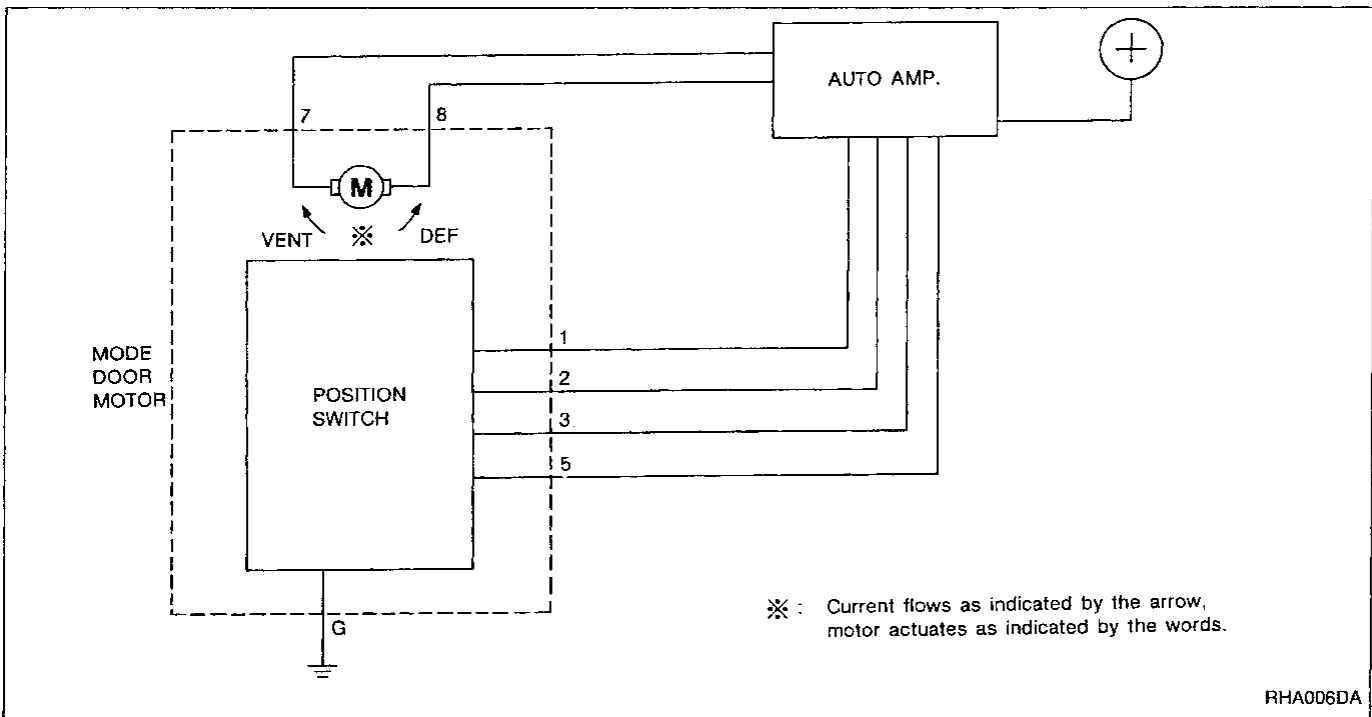 AUTO AMP.
+
7
8
M
VENT ※ DEF
MODE
DOOR
MOTOR
POSITION
SWITCH
1
2
3
5
G
※ : Current flows as indicated by the arrow,
motor actuates as indicated by the words.
RHA006DA